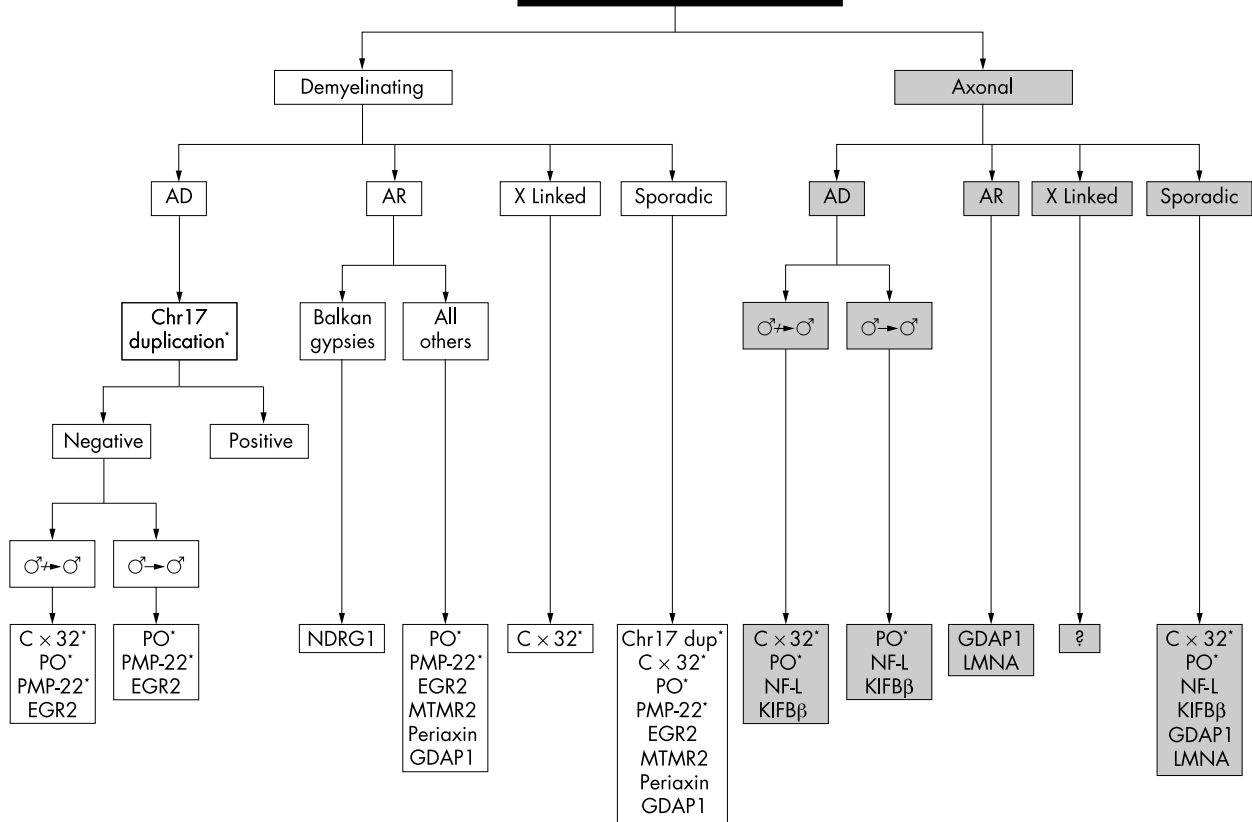 Demyelinating
Axonal
AD
AR
X Linked
Sporadic
AD
AR
X Linked
Sporadic
Chr17
duplication*
Balkan
gypsies
All
others
♂↛♂
♂→♂
Negative
Positive
♂↛♂
♂→♂
C × 32*
PO*
PMP-22*
EGR2
PO*
PMP-22*
EGR2
NDRG1
PO*
PMP-22*
EGR2
MTMR2
Periaxin
GDAP1
C × 32*
Chr17 dup*
C × 32*
PO*
PMP-22*
EGR2
MTMR2
Periaxin
GDAP1
C × 32*
PO*
NF-L
KIFBβ
PO*
NF-L
KIFBβ
GDAP1
LMNA
?
C × 32*
PO*
NF-L
KIFBβ
GDAP1
LMNA